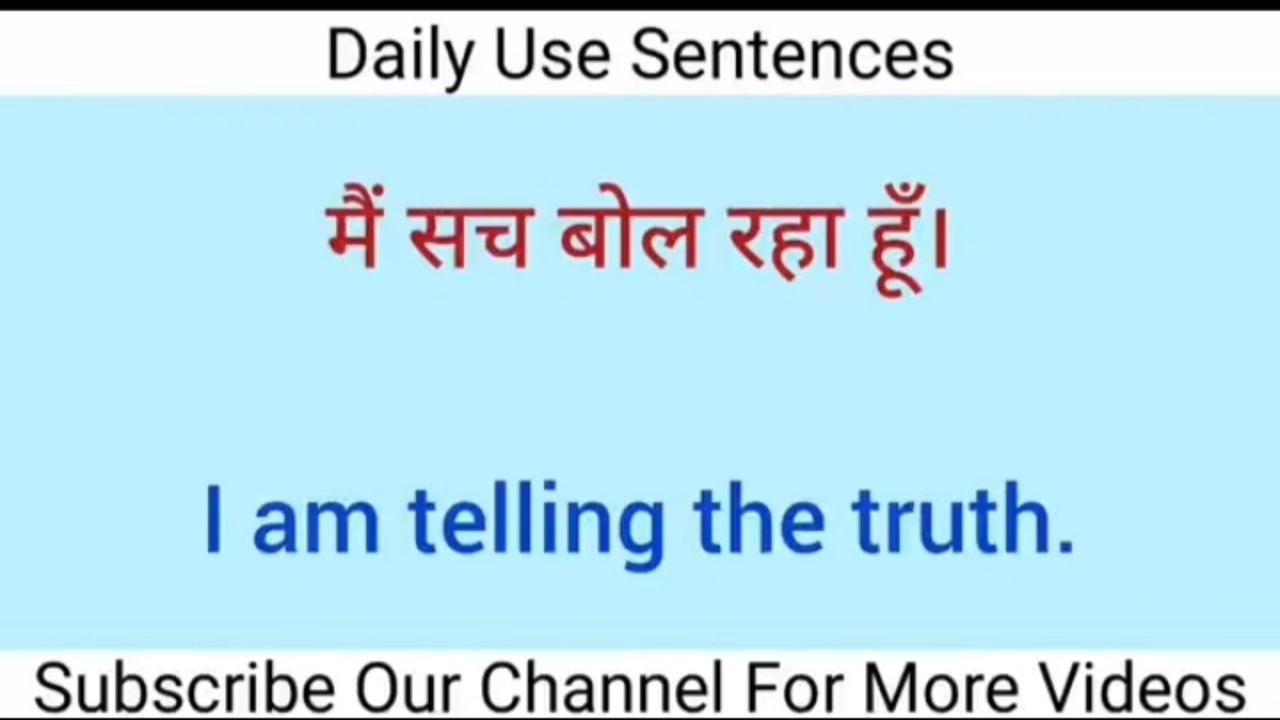 Daily Use Sentences
मैं सच बोल रहा हूँ।
I am telling the truth.
Subscribe Our Channel For More Videos